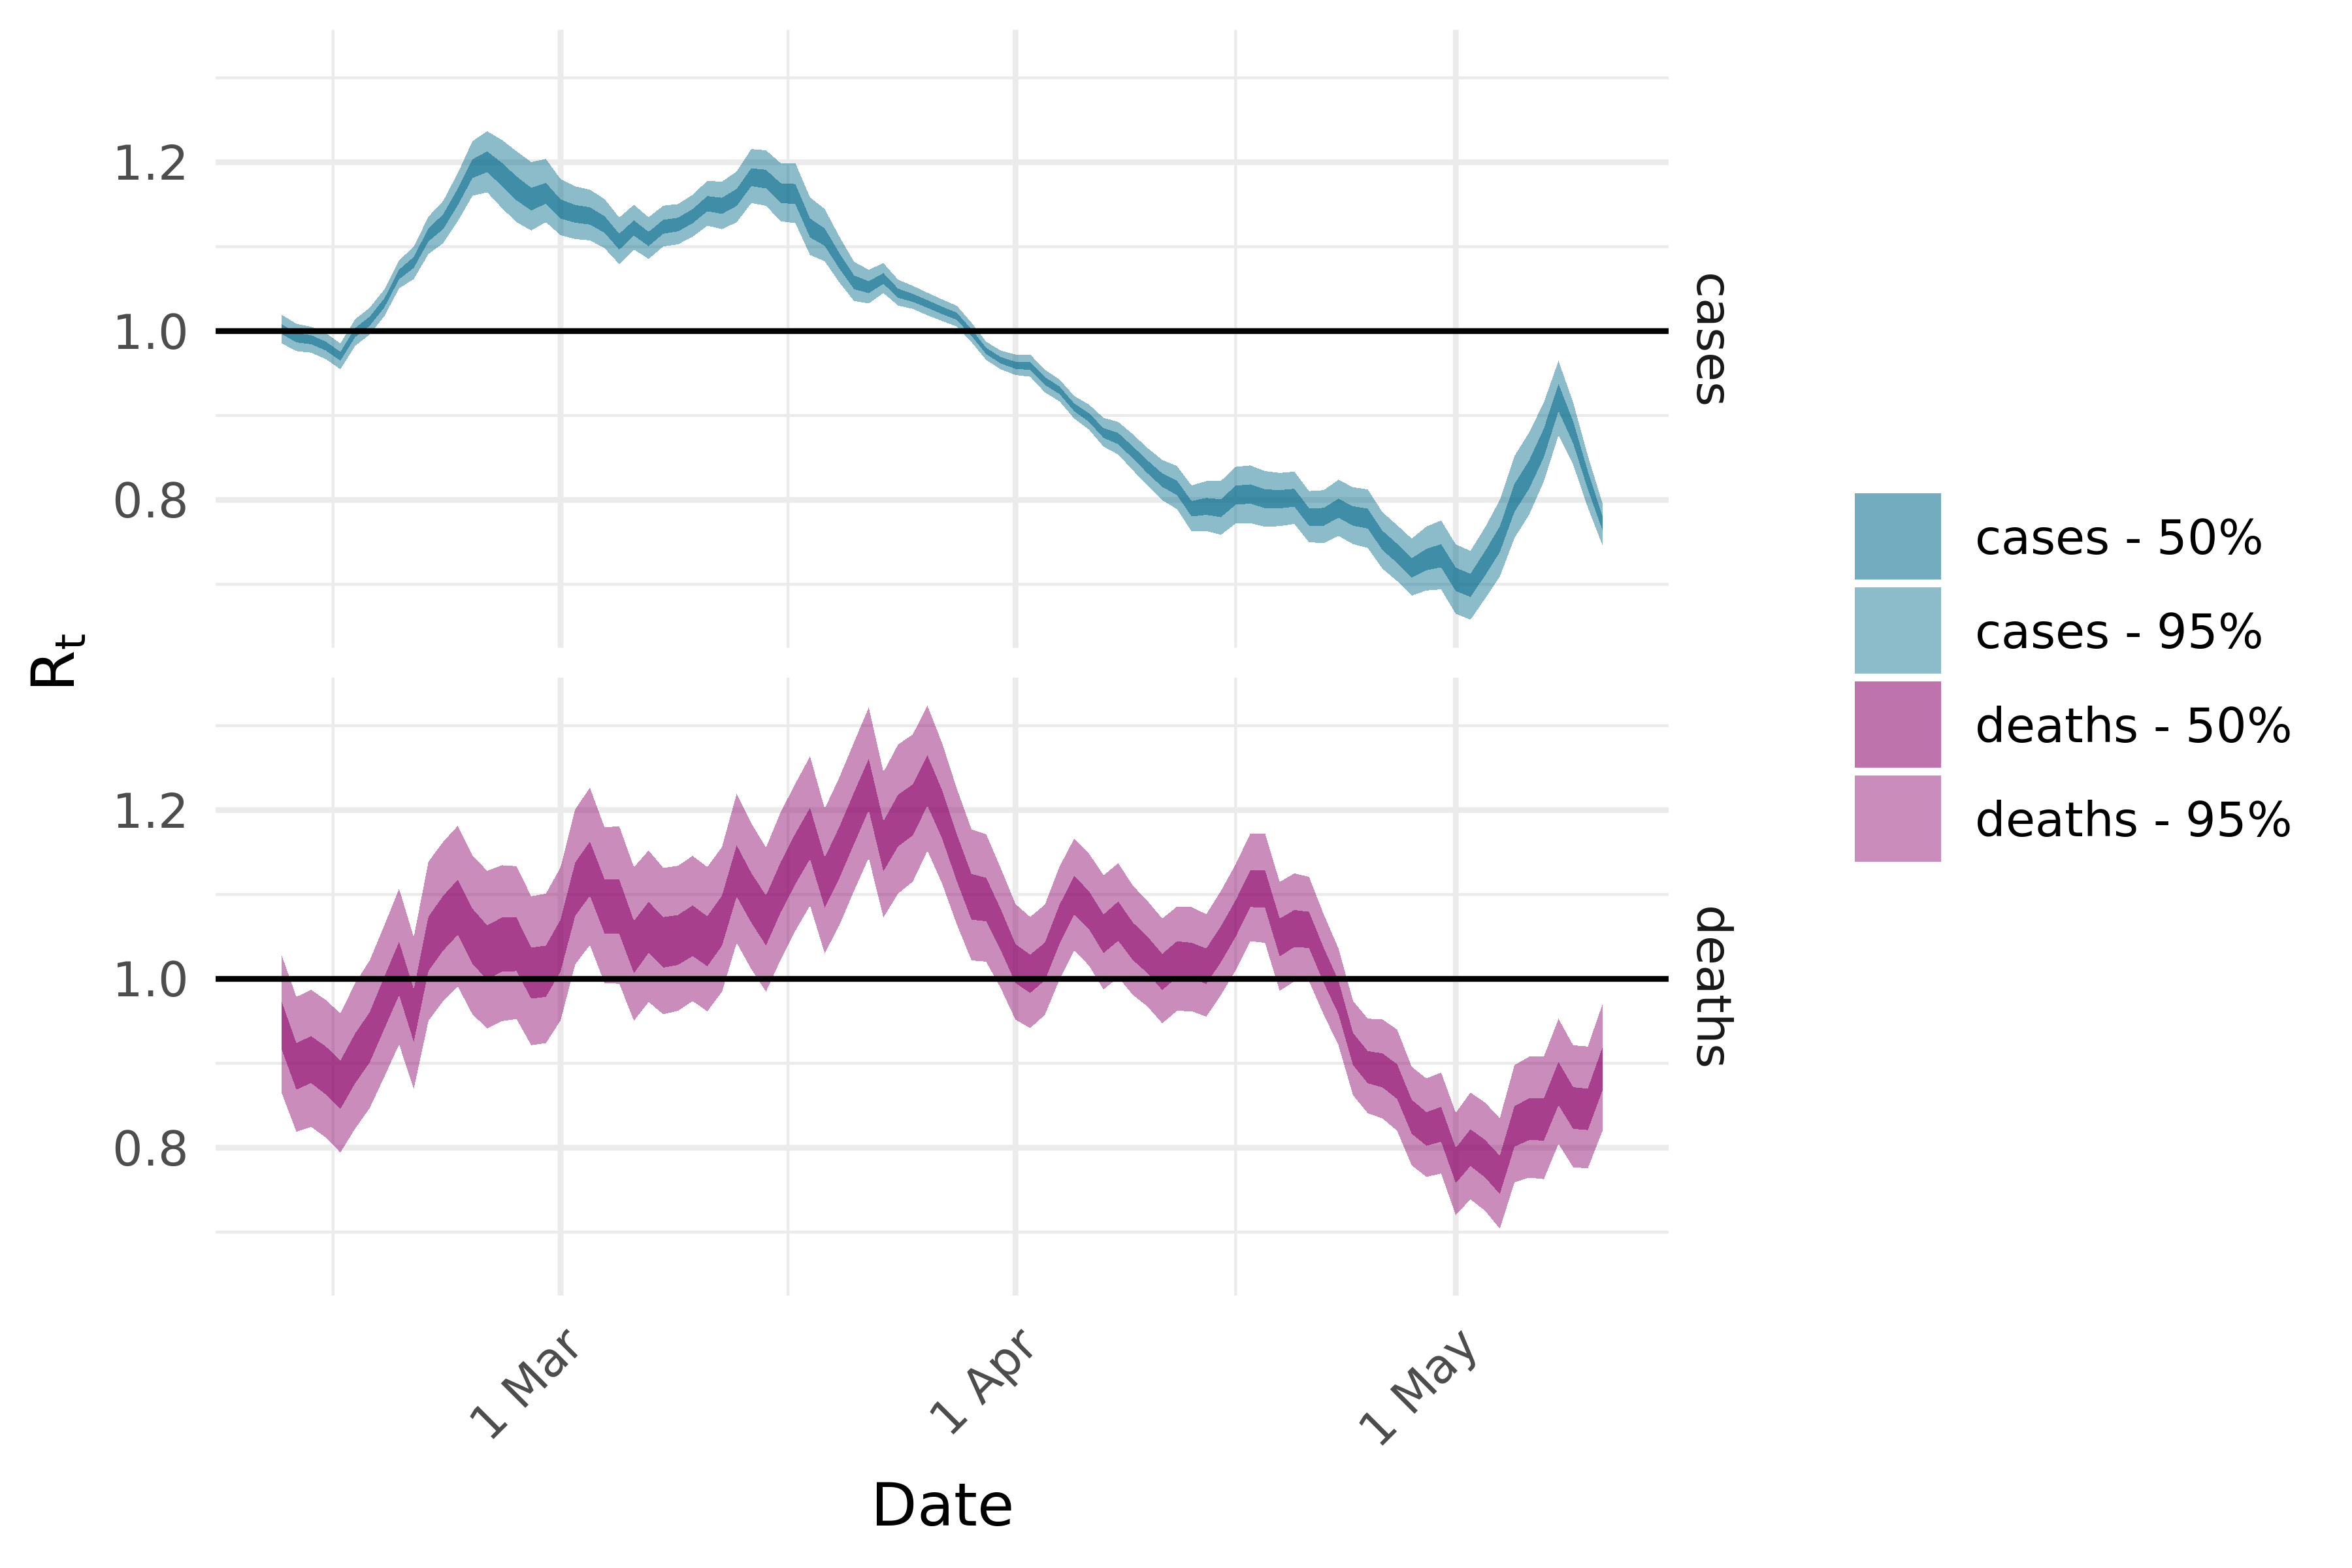 1.2
1.0
0.8
cases
1.2
1.0
0.8
deaths
Rt
1 Mar
1 Apr
1 May
Date
cases - 50%
cases - 95%
deaths - 50%
deaths - 95%